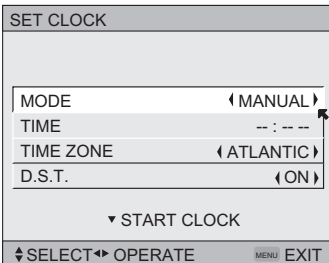 SET CLOCK
MODE MANUAL
TIME -- : -- --
TIME ZONE ATLANTIC
D.S.T. ON
START CLOCK
SELECT OPERATE MENU EXIT